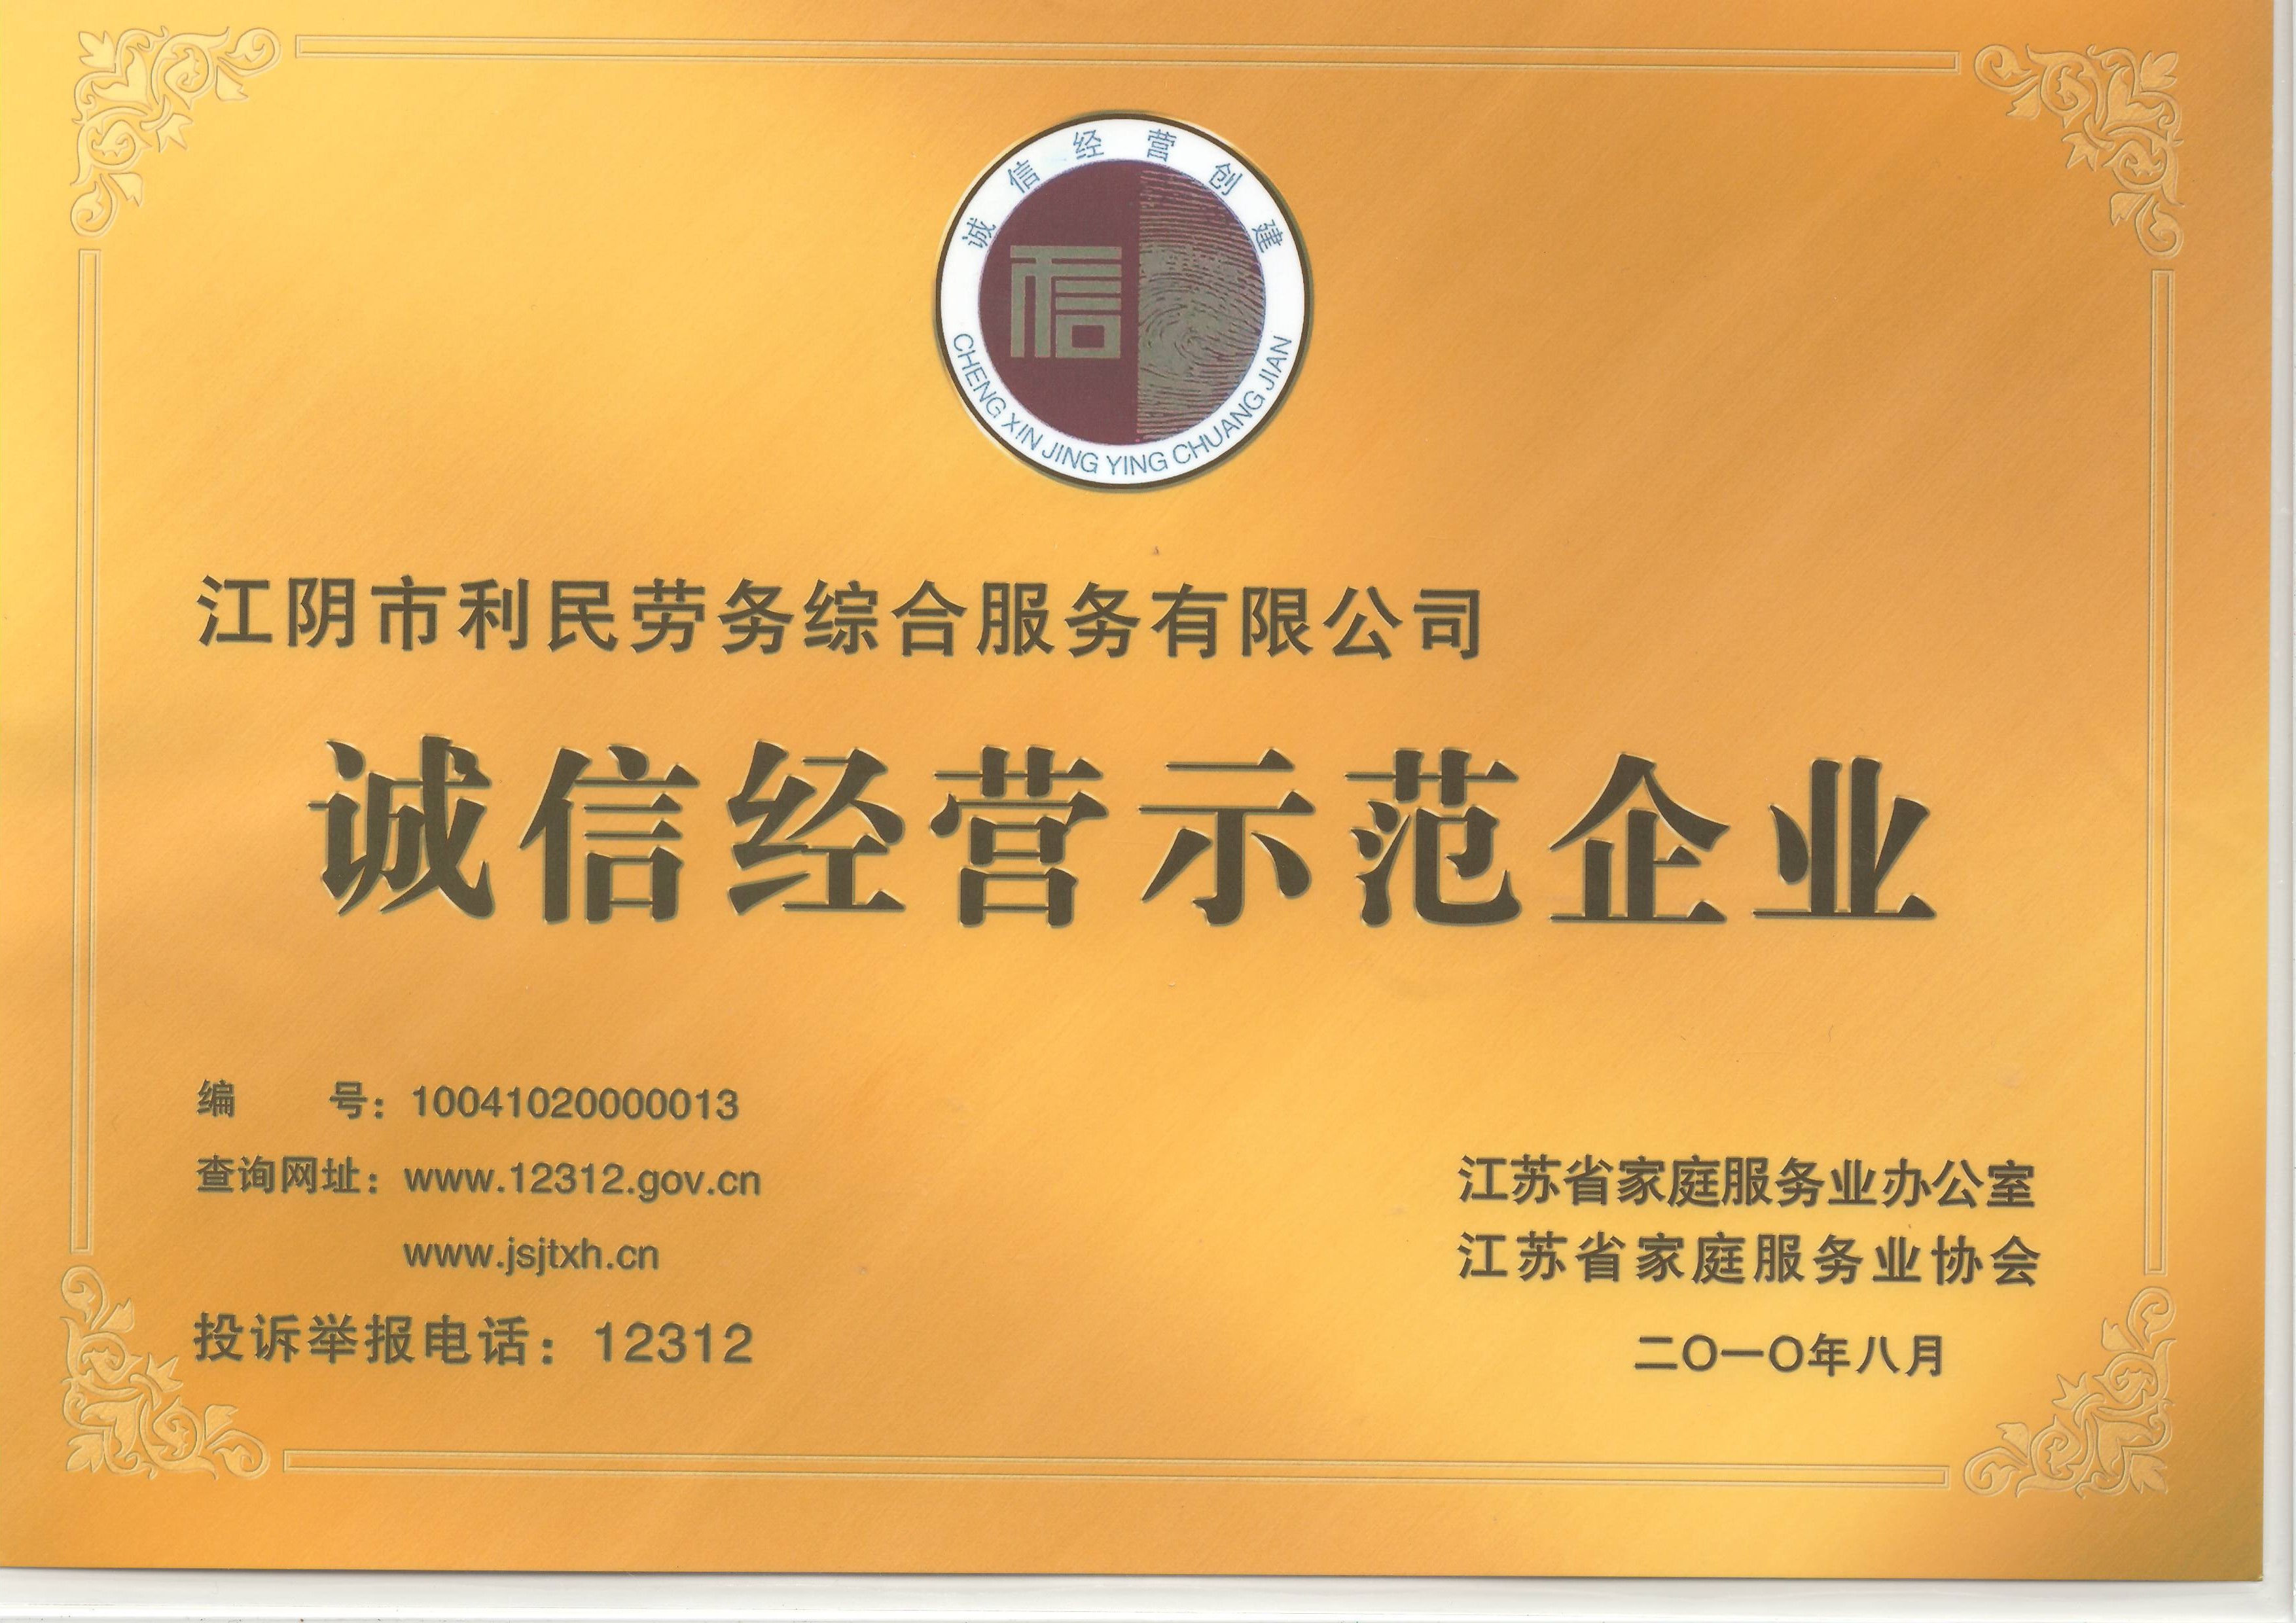 诚信经营创建
信
CHENG XIN JING YING CHUANG JIAN
江阴市利民劳务综合服务有限公司
诚信经营示范企业
编 号：10041020000013
查询网址：www.12312.gov.cn
www.jsjtxh.cn
投诉举报电话：12312
江苏省家庭服务业办公室
江苏省家庭服务业协会
二〇一〇年八月